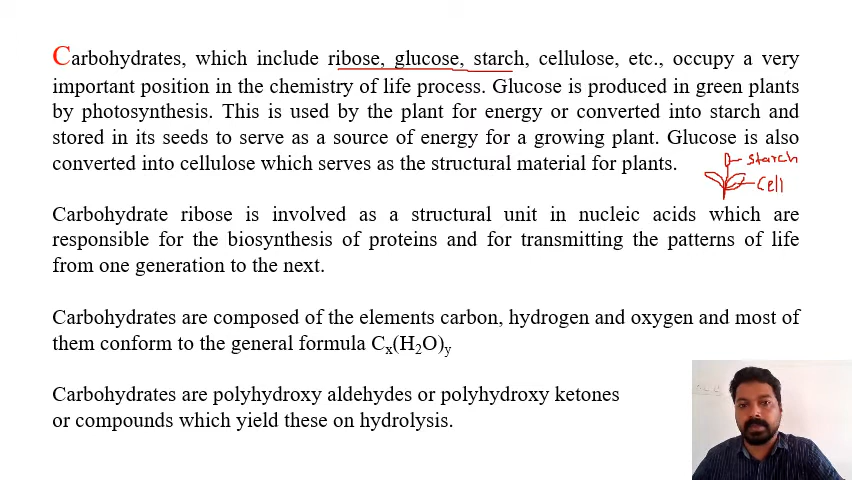 Carbohydrates, which include ribose, glucose, starch, cellulose, etc., occupy a very
important position in the chemistry of life process. Glucose is produced in green plants
by photosynthesis. This is used by the plant for energy or converted into starch and
stored in its seeds to serve as a source of energy for a growing plant. Glucose is also
converted into cellulose which serves as the structural material for plants.
starch
cell
Carbohydrate ribose is involved as a structural unit in nucleic acids which are
responsible for the biosynthesis of proteins and for transmitting the patterns of life
from one generation to the next.
Carbohydrates are composed of the elements carbon, hydrogen and oxygen and most of
them conform to the general formula Cₓ(H₂O)ᵧ
Carbohydrates are polyhydroxy aldehydes or polyhydroxy ketones
or compounds which yield these on hydrolysis.